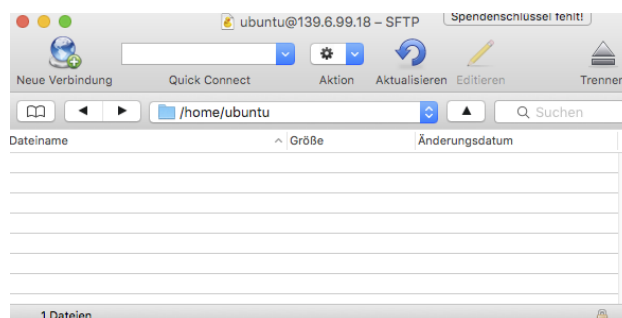 ubuntu@139.6.99.18 – SFTP
Spendenschlüssel fehlt!
Neue Verbindung Quick Connect Aktion Aktualisieren Editieren Trennen
/home/ubuntu Suchen
Dateiname Größe Änderungsdatum
1 Dateien